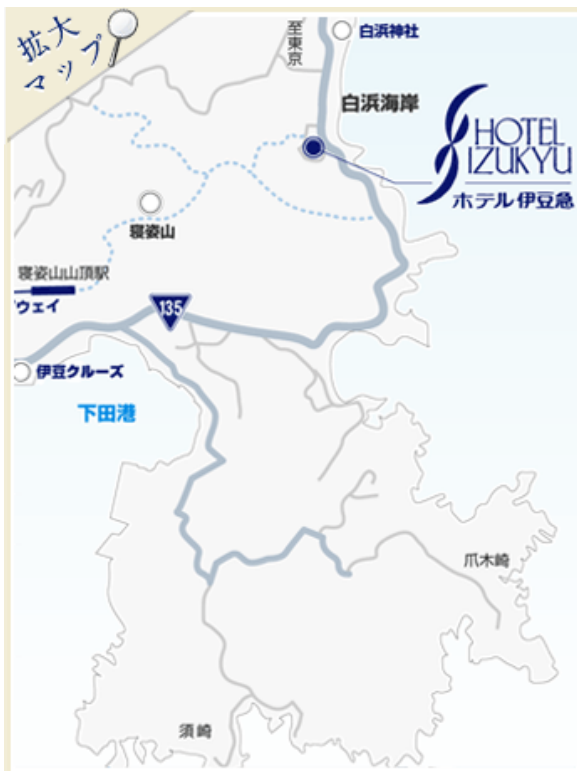 拡大
マップ
至東京
白浜神社
白浜海岸
HOTEL
IZUKYU
ホテル伊豆急
寝姿山
寝姿山山頂駅
ウェイ
135
伊豆クルーズ
下田港
爪木崎
須崎